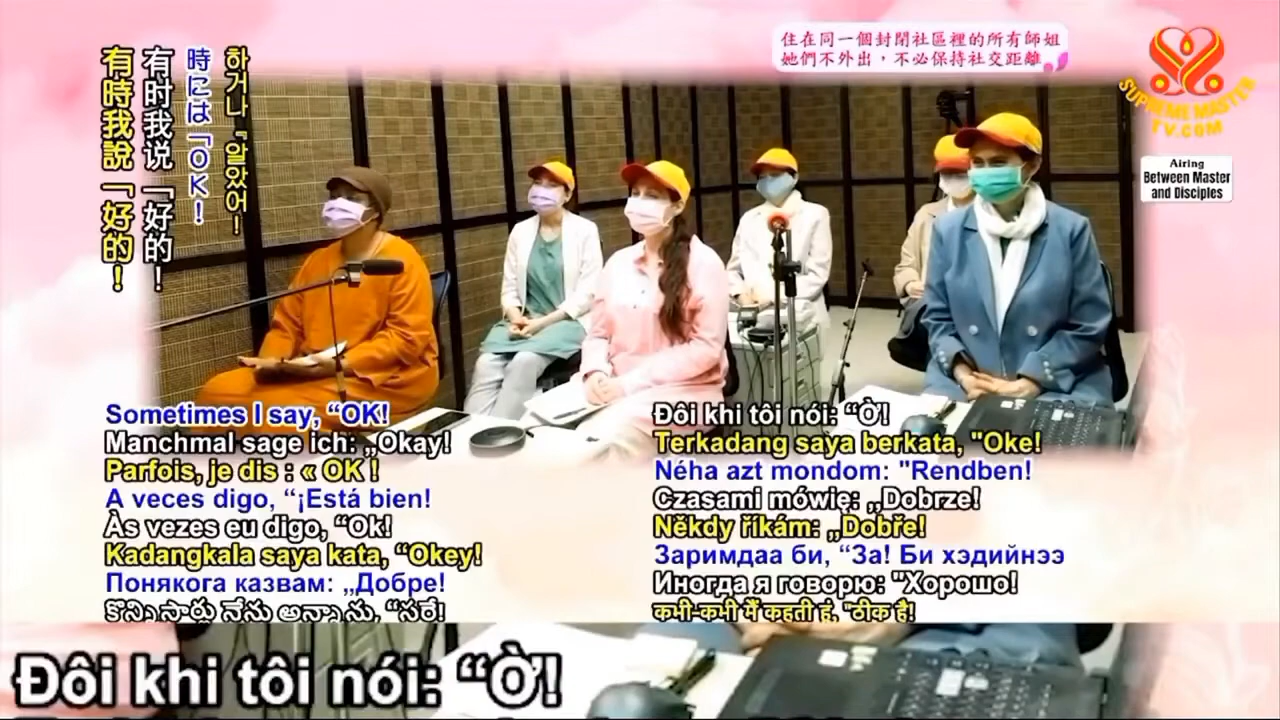 住在同一個封閉社區裡的所有師姐
她們不外出，不必保持社交距離
SUPREME MASTER
TV.COM
Airing
Between Master
and Disciples
하거나『알았어!
時には「OK!
有时我说「好的!
有時我說「好的!
Sometimes I say, “OK!
Manchmal sage ich: „Okay!
Parfois, je dis : « OK !
A veces digo, “¡Está bien!
Às vezes eu digo, “Ok!
Kadangkala saya kata, “Okey!
Понякога казвам: „Добре!
కొన్నిసార్లు నేను అన్నాను, “సరే!
Đôi khi tôi nói: “Ờ!
Terkadang saya berkata, "Oke!
Néha azt mondom: "Rendben!
Czasami mówię: „Dobrze!
Někdy říkám: „Dobře!
Заримдаа би, “За! Би хэдийнээ
Иногда я говорю: "Хорошо!
कभी-कभी मैं कहती हूं, "ठीक है!
Đôi khi tôi nói: “Ờ!